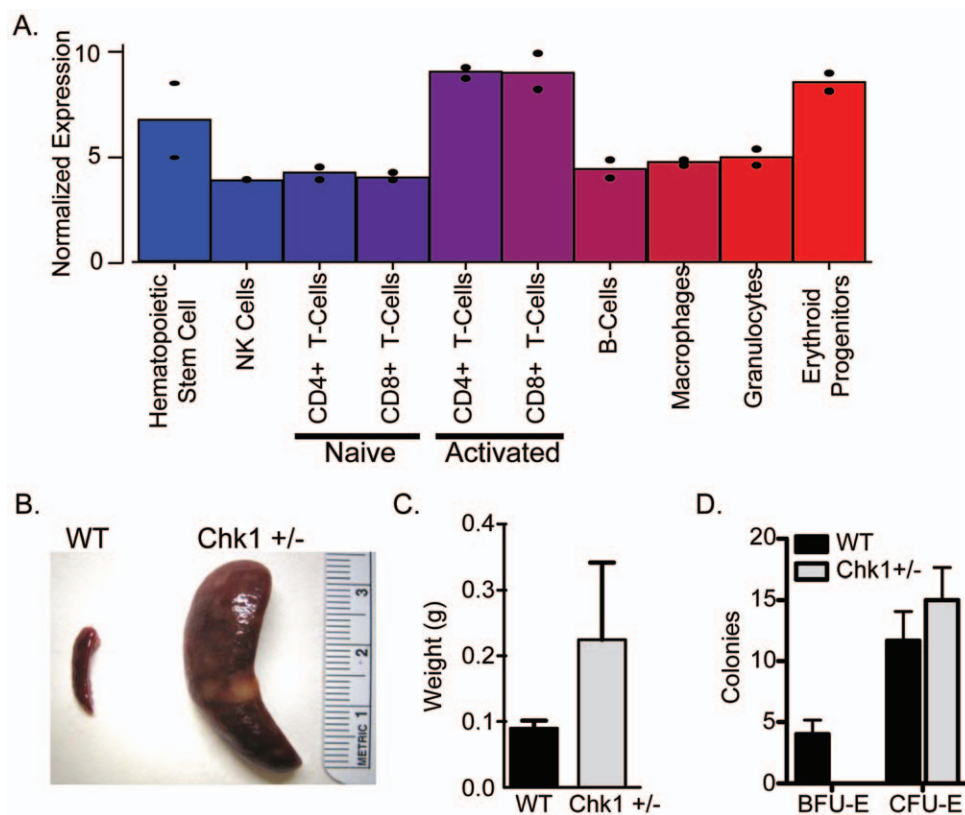 A.
Normalized Expression
10
5
0
Hematopoietic
Stem Cell
NK Cells
CD4+ T-Cells
CD8+ T-Cells
CD4+ T-Cells
CD8+ T-Cells
B-Cells
Macrophages
Granulocytes
Erythroid
Progenitors
Naive
Activated
B.
WT
Chk1 +/-
3
2
1
METRIC
C.
Weight (g)
0.4
0.3
0.2
0.1
0.0
WT
Chk1 +/-
D.
Colonies
20
15
10
5
0
WT
Chk1+/-
BFU-E
CFU-E